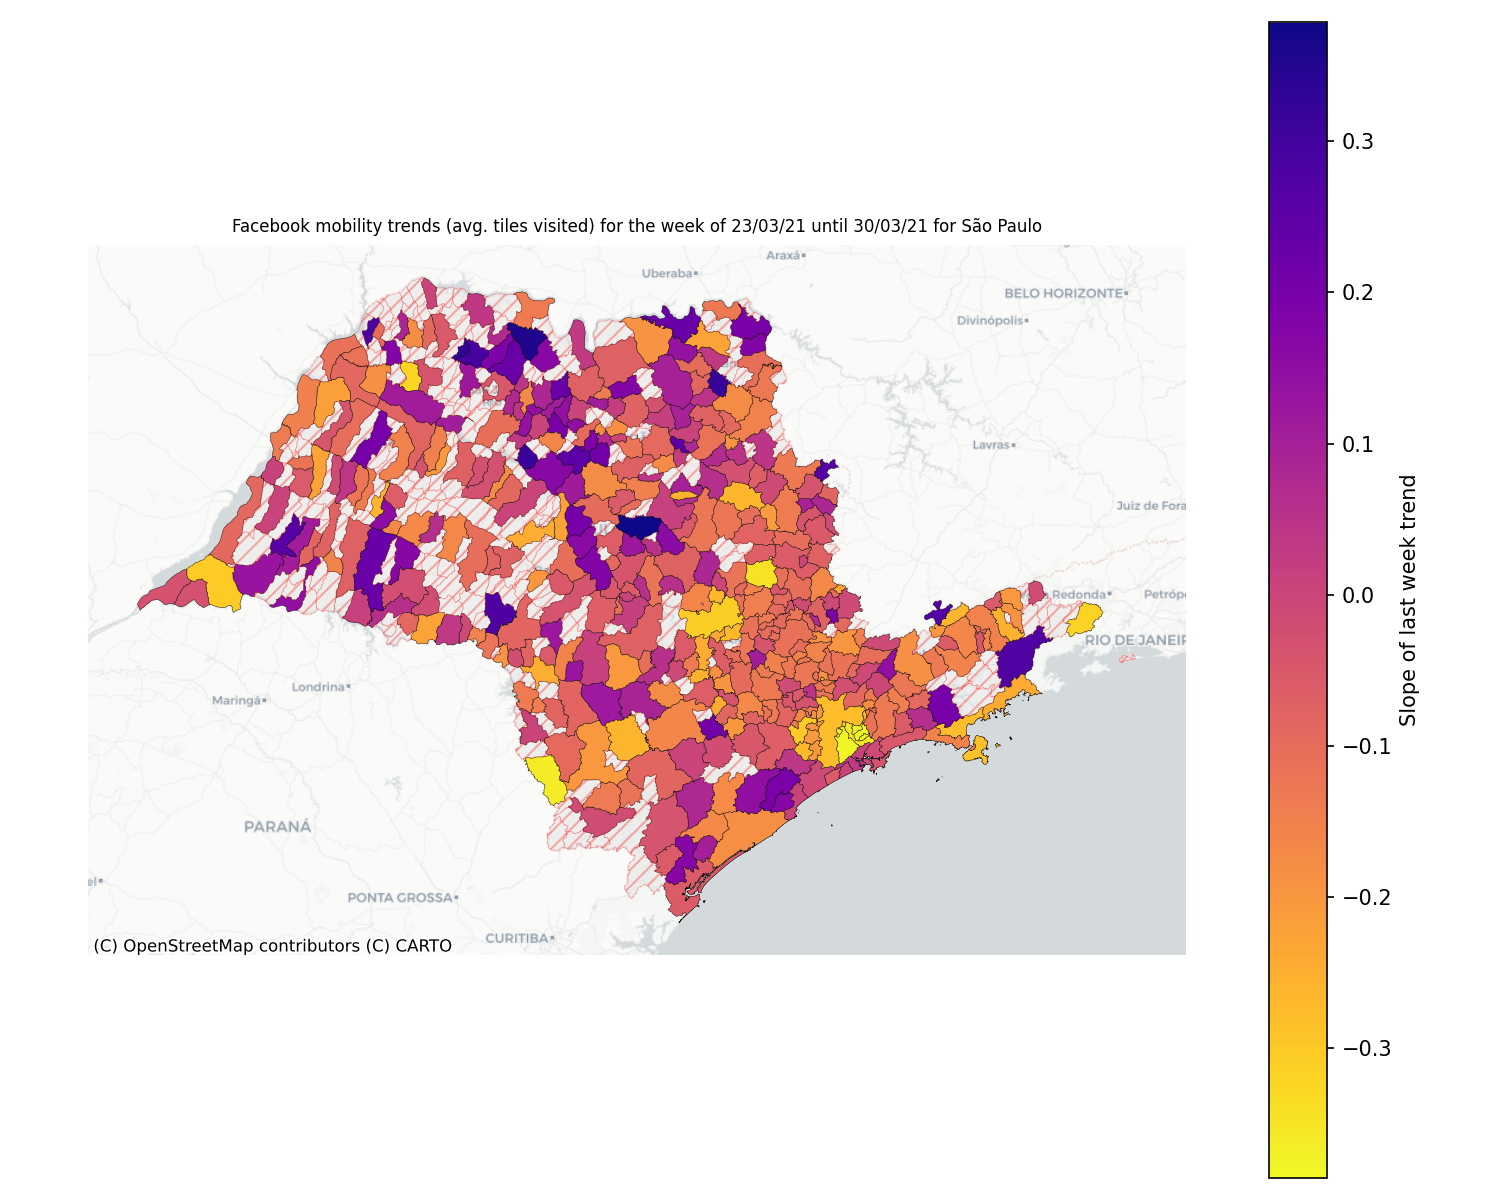 Facebook mobility trends (avg. tiles visited) for the week of 23/03/21 until 30/03/21 for São Paulo
Araxá
Uberaba
BELO HORIZONTE
Divinópolis
Lavras
Juiz de Fora
Redonda
Petróp
RIO DE JANEIR
Londrina
Maringá
PARANÁ
el
PONTA GROSSA
CURITIBA
(C) OpenStreetMap contributors (C) CARTO
0.3
0.2
0.1
0.0
−0.1
−0.2
−0.3
Slope of last week trend